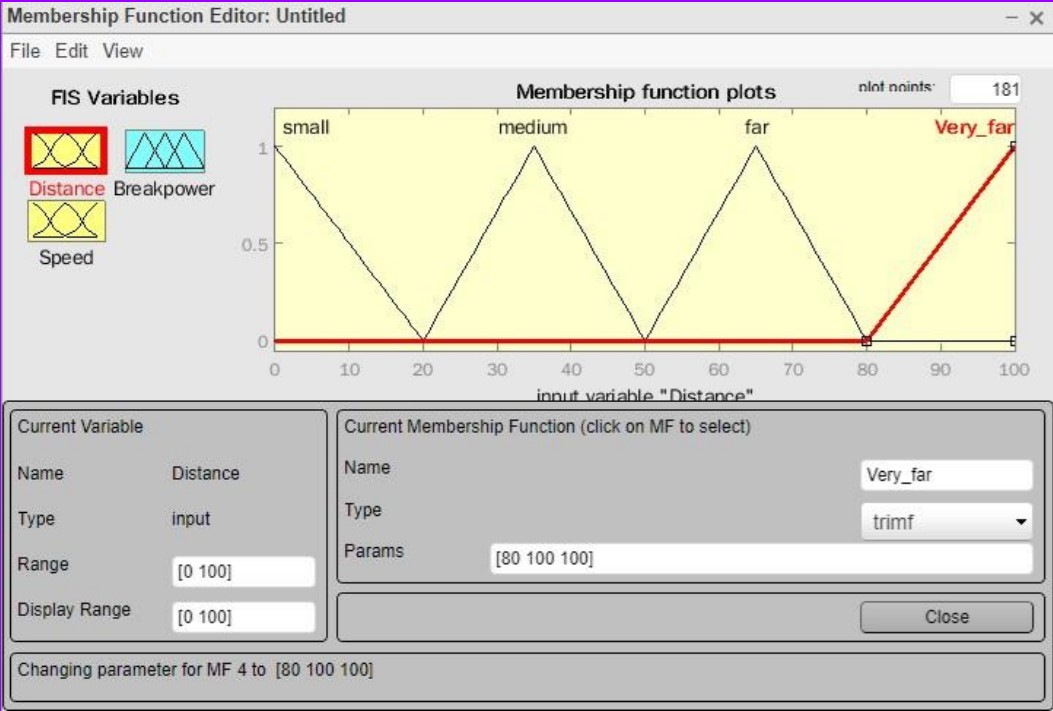 Membership Function Editor: Untitled
File Edit View
FIS Variables
Distance Breakpower
Speed
Membership function plots
plot points: 181
small medium far Very_far
1
0.5
0
0 10 20 30 40 50 60 70 80 90 100
input variable "Distance"
Current Variable
Name Distance
Type input
Range [0 100]
Display Range [0 100]
Current Membership Function (click on MF to select)
Name Very_far
Type trimf
Params [80 100 100]
Close
Changing parameter for MF 4 to [80 100 100]